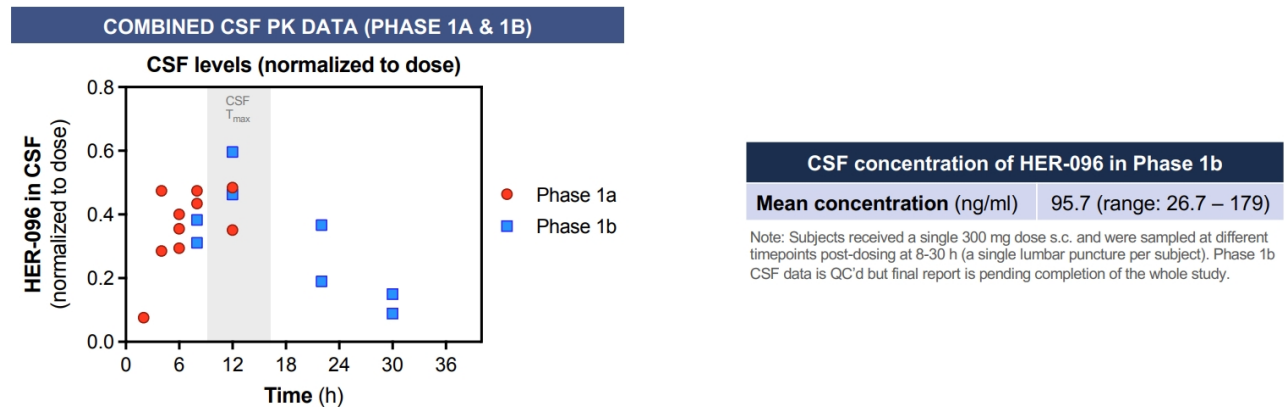 COMBINED CSF PK DATA (PHASE 1A & 1B)
CSF levels (normalized to dose)
HER-096 in CSF
(normalized to dose)
0.8
0.6
0.4
0.2
0.0
CSF
Tmax
0 6 12 18 24 30 36
Time (h)
Phase 1a
Phase 1b
CSF concentration of HER-096 in Phase 1b
Mean concentration (ng/ml) 95.7 (range: 26.7 – 179)
Note: Subjects received a single 300 mg dose s.c. and were sampled at different
timepoints post-dosing at 8-30 h (a single lumbar puncture per subject). Phase 1b
CSF data is QC'd but final report is pending completion of the whole study.